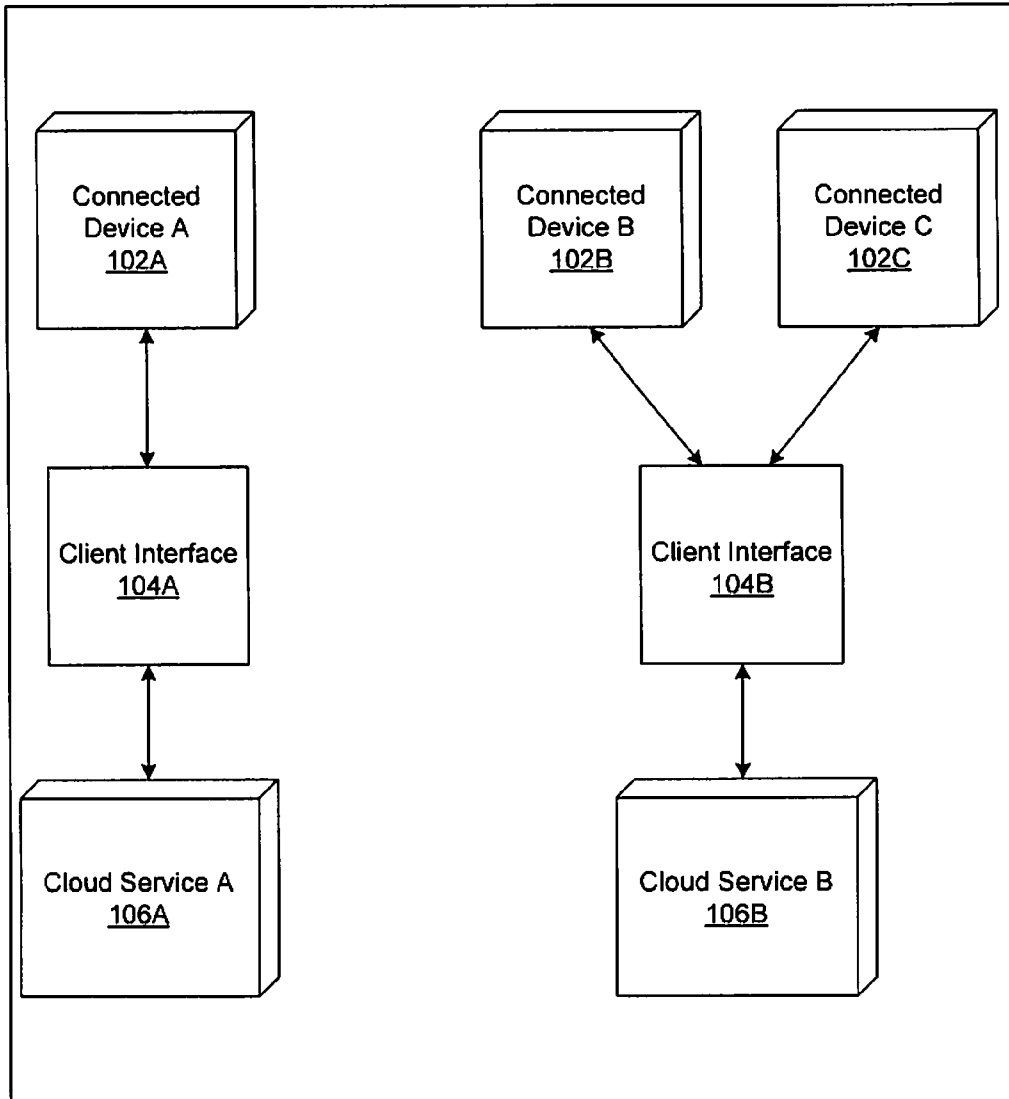 Connected
Device A
102A
Connected
Device B
102B
Connected
Device C
102C
Client Interface
104A
Client Interface
104B
Cloud Service A
106A
Cloud Service B
106B